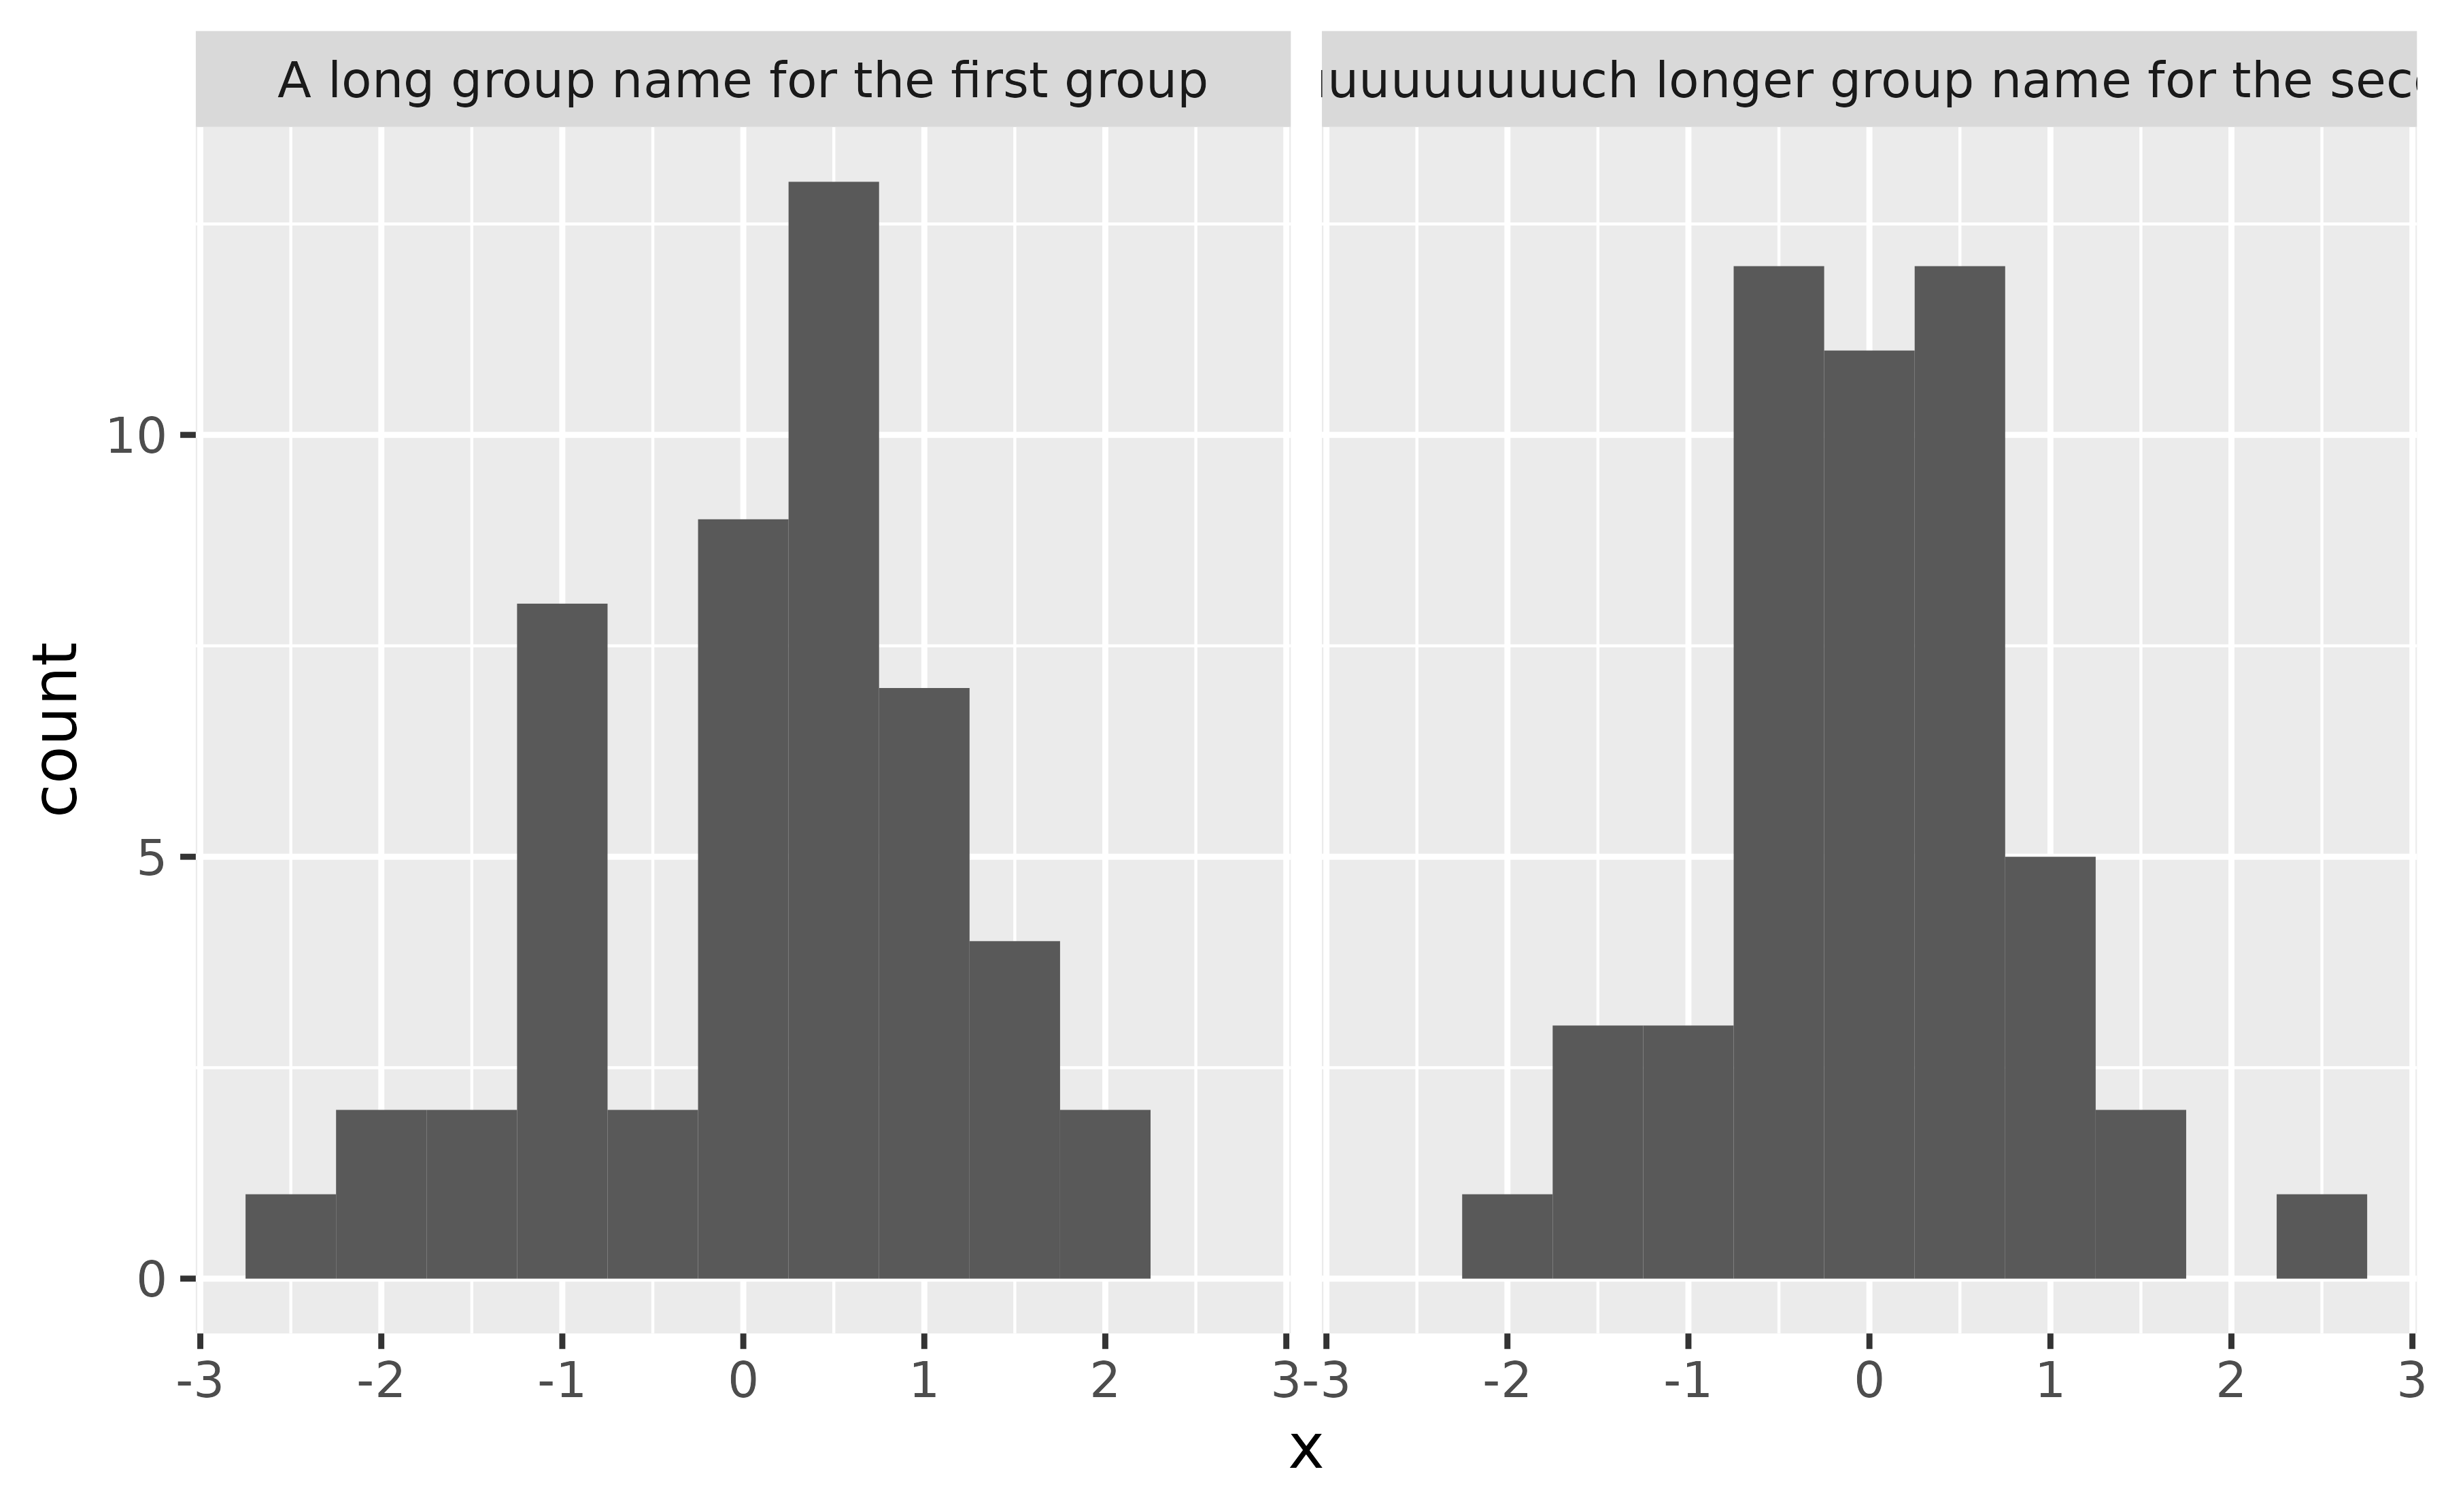 A long group name for the first group
uuuuuuuuuch longer group name for the sec
count
10
5
0
-3 -2 -1 0 1 2 3
-3 -2 -1 0 1 2 3
x